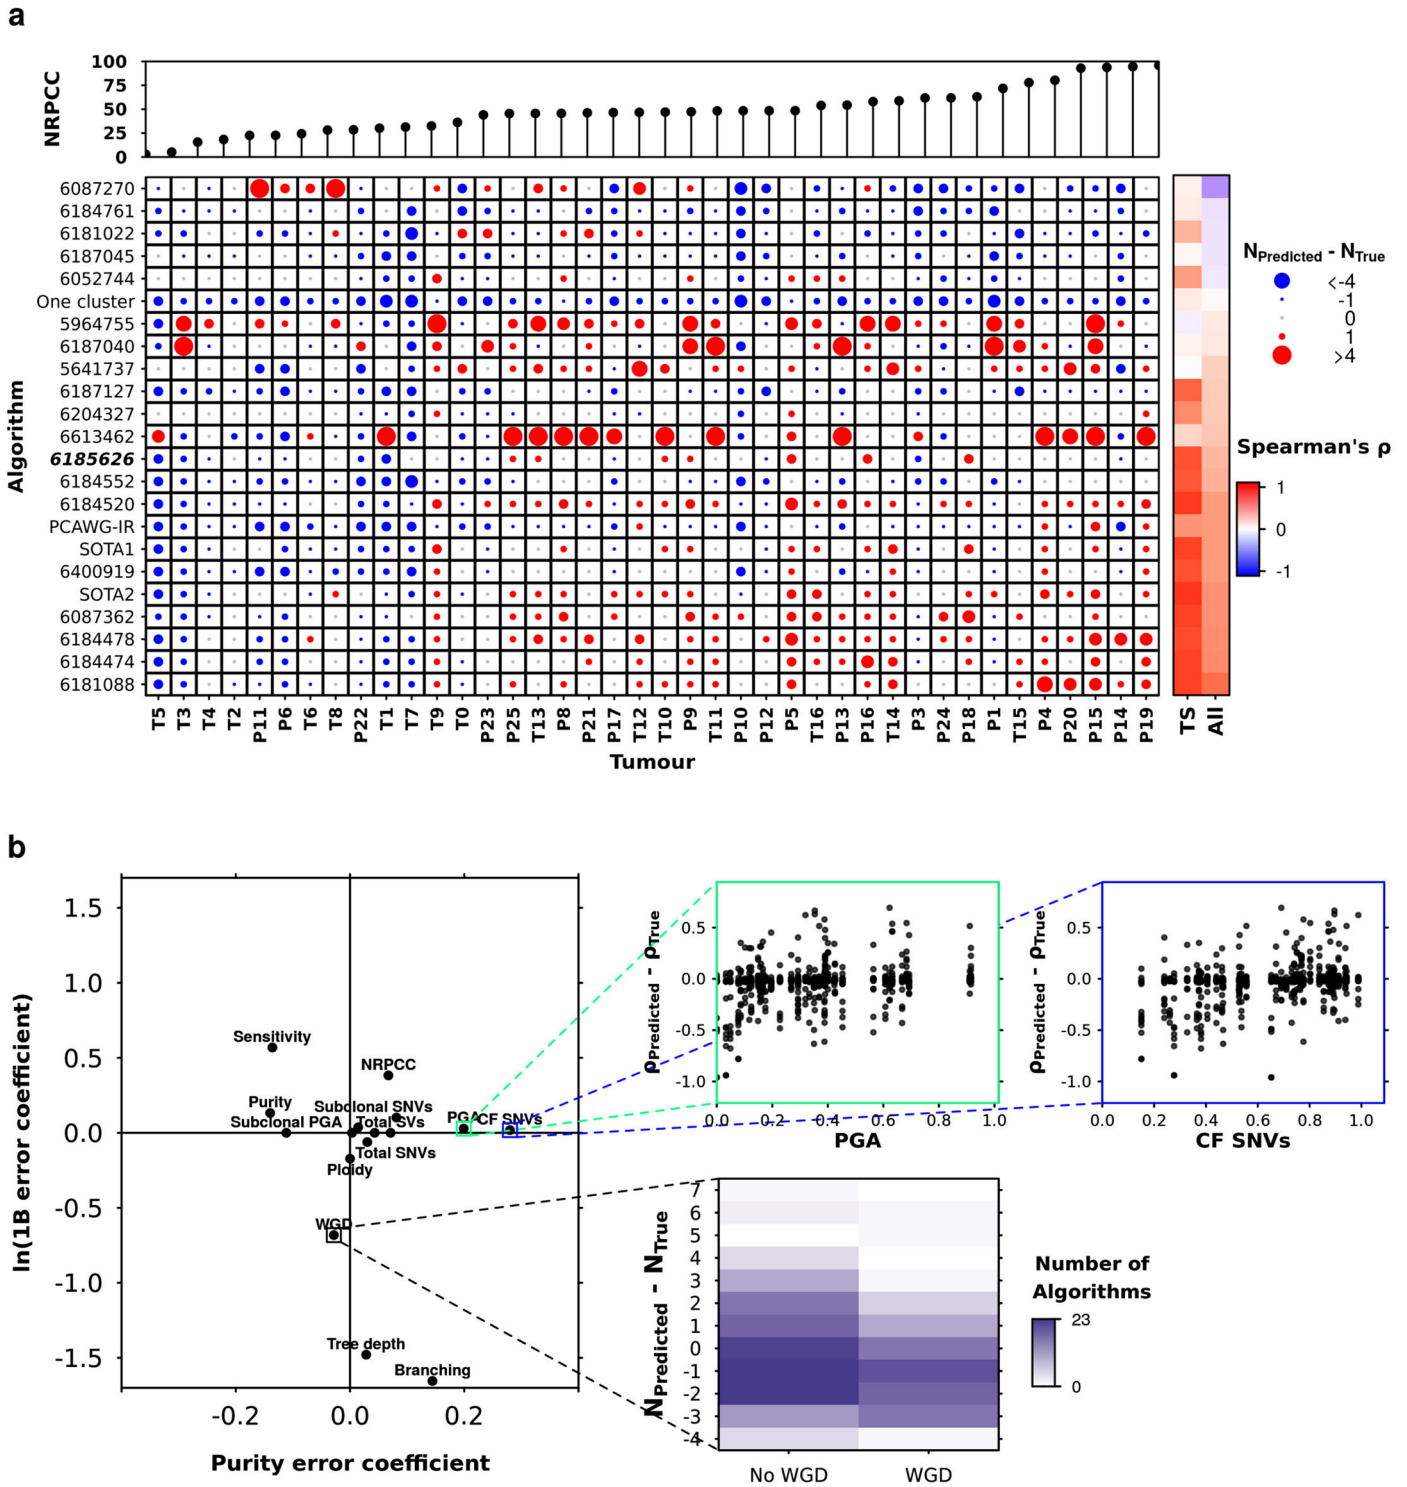 a
NRPCC
100
75
50
25
0
Algorithm
6087270
6184761
6181022
6187045
6052744
One cluster
5964755
6187040
5641737
6187127
6204327
6613462
6185626
6184552
6184520
PCAWG-IR
SOTA1
6400919
SOTA2
6087362
6184478
6184474
6181088
T5 T3 T4 T2 P11 P6 T6 T8 P22 T1 T7 T9 T0 P23 P25 T13 P8 P21 P17 T12 T10 P9 T11 P10 P12 P5 T16 P13 P16 T14 P3 P24 P18 P1 T15 P4 P20 P15 P14 P19
TS All
Tumour
NPredicted - NTrue
<-4
-1
0
1
>4
Spearman's ρ
1
0
-1
b
ln(1B error coefficient)
1.5
1.0
0.5
0.0
-0.5
-1.0
-1.5
-0.2 0.0 0.2
Purity error coefficient
Sensitivity
NRPCC
Purity
Subclonal SNVs
Subclonal PGA
Total SVs
PGA
CF SNVs
Total SNVs
Ploidy
WGD
Tree depth
Branching
ρPredicted - ρTrue
0.5
0.0
-0.5
-1.0
0.0 0.2 0.4 0.6 0.8 1.0
PGA
ρPredicted - ρTrue
0.5
0.0
-0.5
-1.0
0.0 0.2 0.4 0.6 0.8 1.0
CF SNVs
NPredicted - NTrue
7
6
5
4
3
2
1
0
-1
-2
-3
-4
No WGD WGD
Number of
Algorithms
23
0